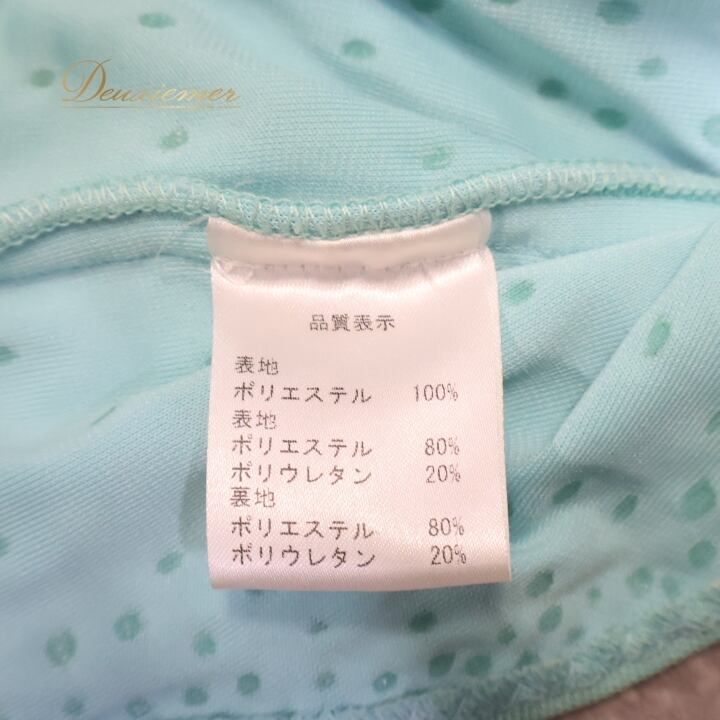 Deuxiemer
品質表示
表地
ポリエステル 100%
表地
ポリエステル 80%
ポリウレタン 20%
裏地
ポリエステル 80%
ポリウレタン 20%